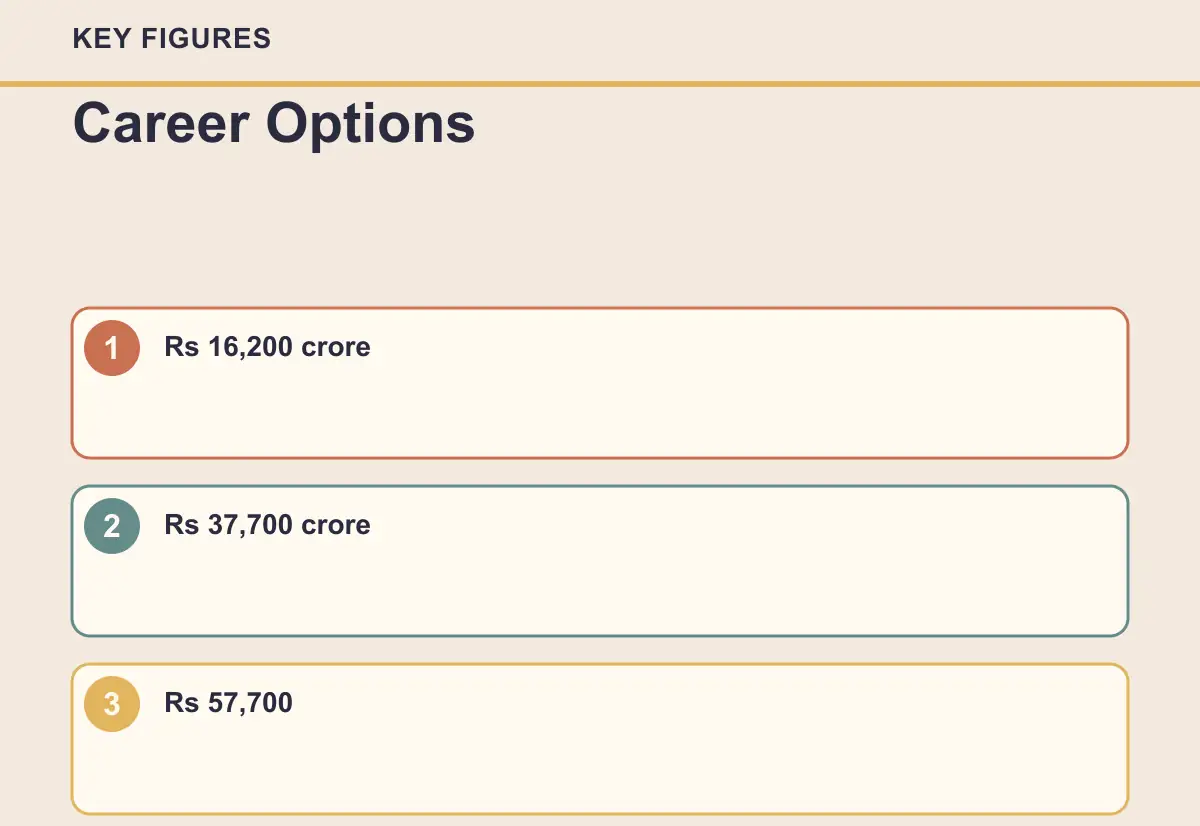 KEY FIGURES
Career Options
1 Rs 16,200 crore
2 Rs 37,700 crore
3 Rs 57,700